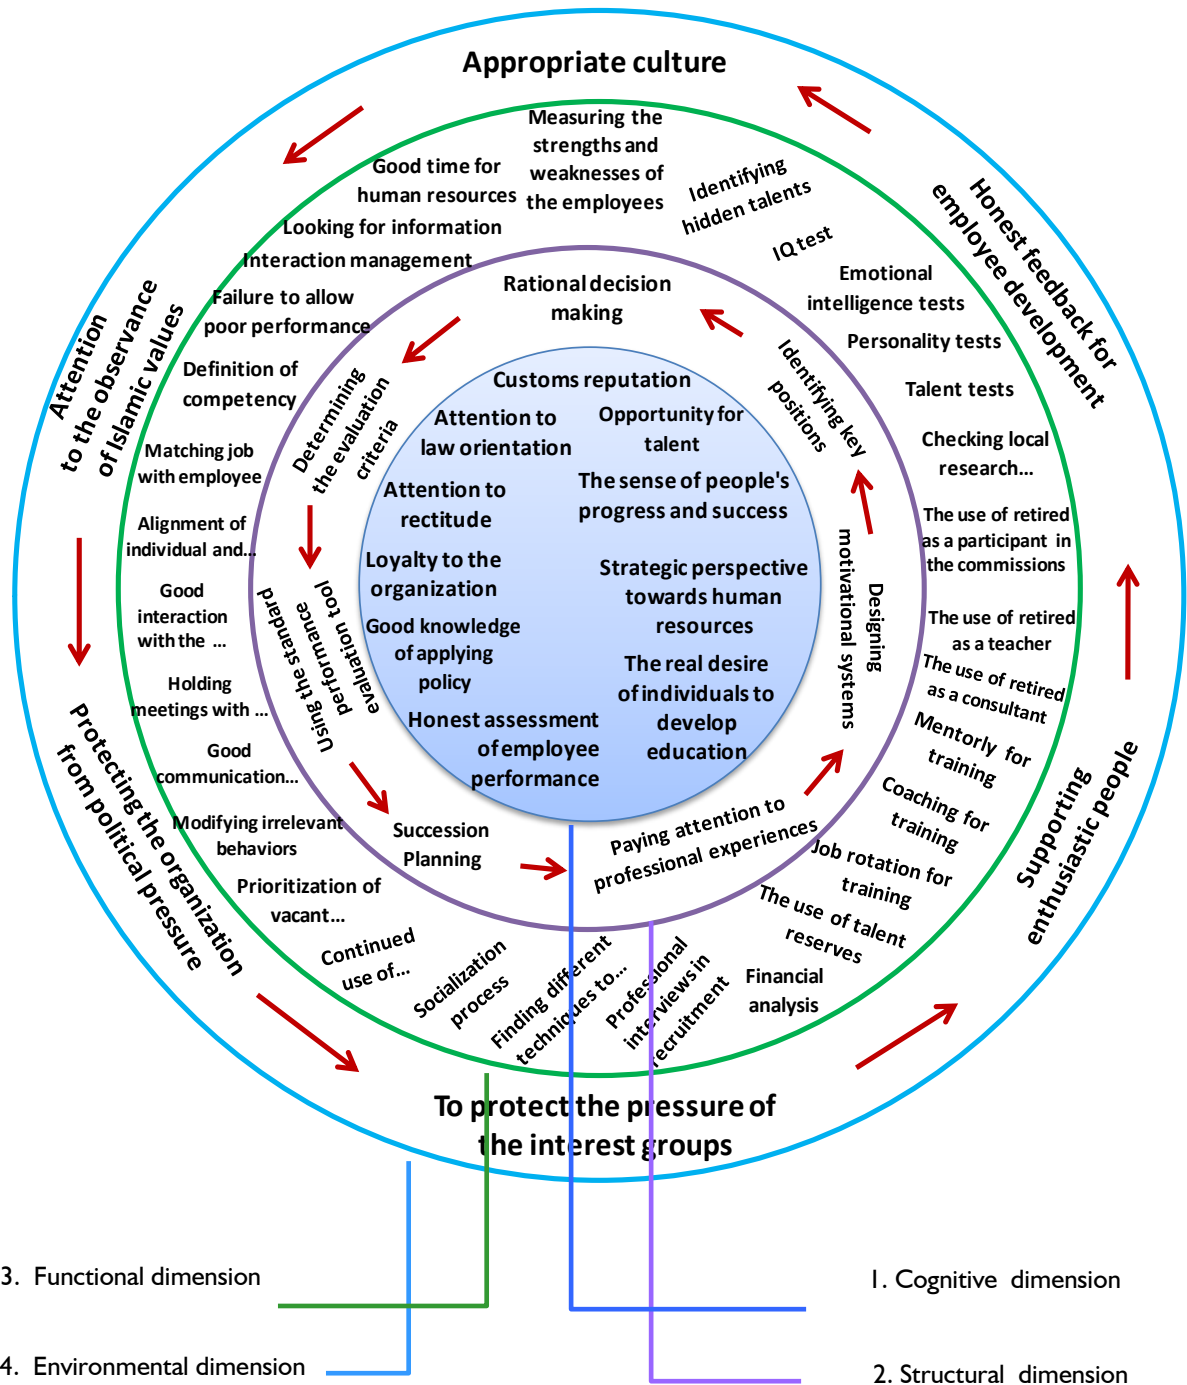 Appropriate culture
Attention
to the observance
of Islamic values
Protecting the organization
from political pressure
To protect the pressure of
the interest groups
Supporting
enthusiastic people
Honest feedback for
employee development
Measuring the
strengths and
weaknesses of
the employees
Good time for
human resources
Looking for information
Interaction management
Failure to allow
poor performance
Definition of
competency
Matching job
with employee
Alignment of
individual and...
Good
interaction
with the ...
Holding
meetings with ...
Good
communication...
Modifying irrelevant
behaviors
Prioritization of
vacant...
Continued
use of...
Socialization
process
Finding different
techniques to...
Professional
interviews in
recruitment
Financial
analysis
The use of talent
reserves
Job rotation for
training
Coaching for
training
Mentorly for
training
The use of retired
as a consultant
The use of retired
as a teacher
The use of retired
as a participant in
the commissions
Checking local
research...
Talent tests
Personality tests
Emotional
intelligence tests
IQ test
Identifying
hidden talents
Rational decision
making
Determining
the evaluation
criteria
Using the standard
performance
evaluation tool
Succession
Planning
Paying attention to
professional experiences
Designing
motivational systems
Identifying key
positions
Customs reputation
Attention to
law orientation
Opportunity for
talent
Attention to
rectitude
The sense of people's
progress and success
Loyalty to the
organization
Strategic perspective
towards human
resources
Good knowledge
of applying
policy
The real desire
of individuals to
develop
education
Honest assessment
of employee
performance
3. Functional dimension
1. Cognitive dimension
4. Environmental dimension
2. Structural dimension